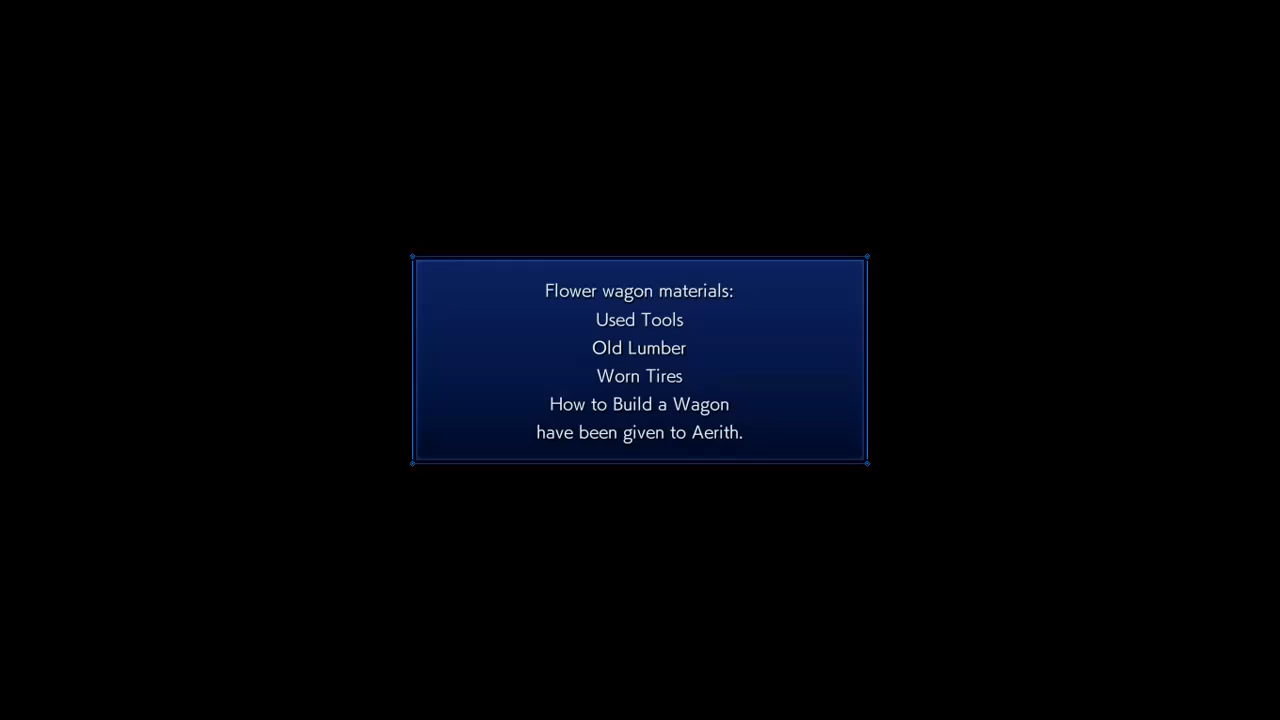 Flower wagon materials:
Used Tools
Old Lumber
Worn Tires
How to Build a Wagon
have been given to Aerith.